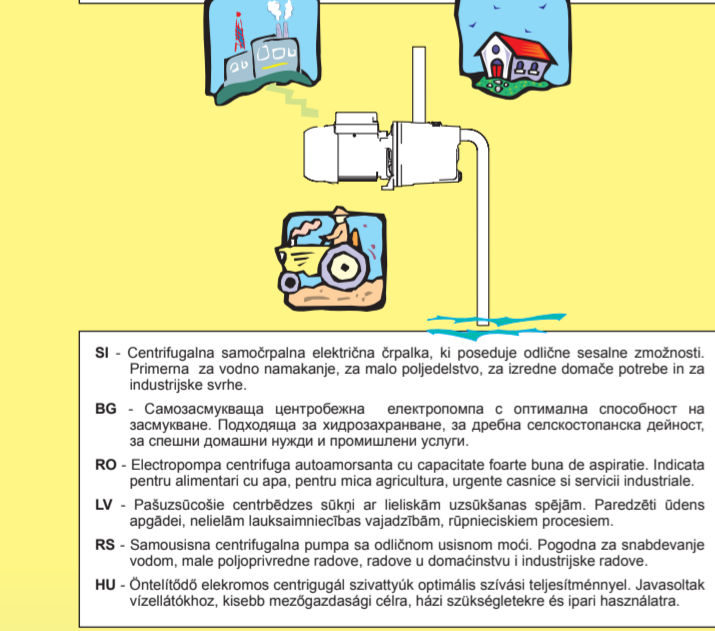 SI - Centrifugalna samočrpalna električna črpalka, ki poseduje odlične sesalne zmožnosti.
Primerna za vodno namakanje, za malo poljedelstvo, za izredne domače potrebe in za
industrijske svrhe.
BG - Самозасмукваща центробежна електропомпа с оптимална способност на
засмукване. Подходяща за хидрозахранване, за дребна селскостопанска дейност,
за спешни домашни нужди и промишлени услуги.
RO - Electropompa centrifuga autoamorsanta cu capacitate foarte buna de aspiratie. Indicata
pentru alimentari cu apa, pentru mica agricultura, urgente casnice si servicii industriale.
LV - Pašuzsūcošie centrbēdzes sūkņi ar lieliskām uzsūkšanas spējām. Paredzēti ūdens
apgādei, nelielām lauksaimniecības vajadzībām, rūpnieciskiem procesiem.
RS - Samousisna centrifugalna pumpa sa odličnom usisnom moći. Pogodna za snabdevanje
vodom, male poljoprivredne radove, radove u domaćinstvu i industrijske radove.
HU - Öntelítődő elekromos centrigugál szivattyúk optimális szívási teljesítménnyel. Javasoltak
vízellátókhoz, kisebb mezőgazdasági célra, házi szükségletekre és ipari használatra.